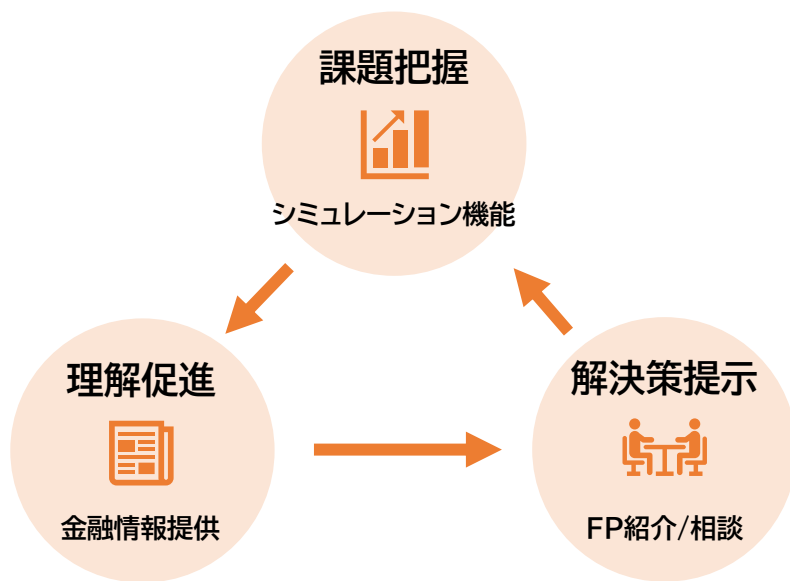 課題把握
シミュレーション機能
理解促進
金融情報提供
解決策提示
FP紹介/相談